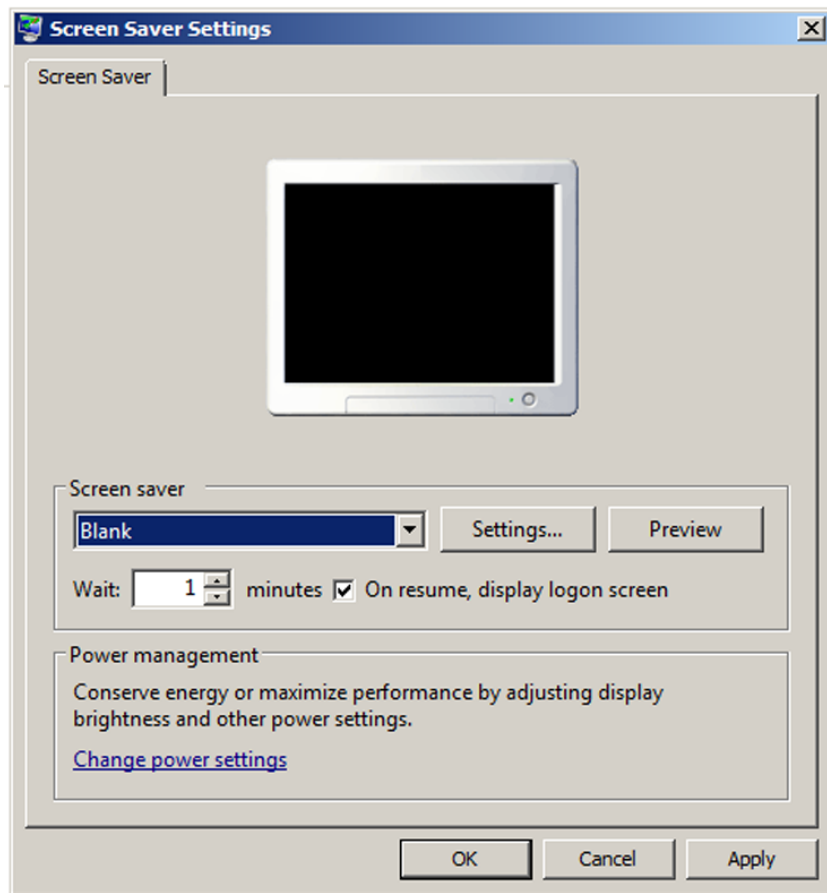 Screen Saver Settings
Screen Saver
Screen saver
Blank
Settings...
Preview
Wait: 1 minutes On resume, display logon screen
Power management
Conserve energy or maximize performance by adjusting display
brightness and other power settings.
Change power settings
OK
Cancel
Apply